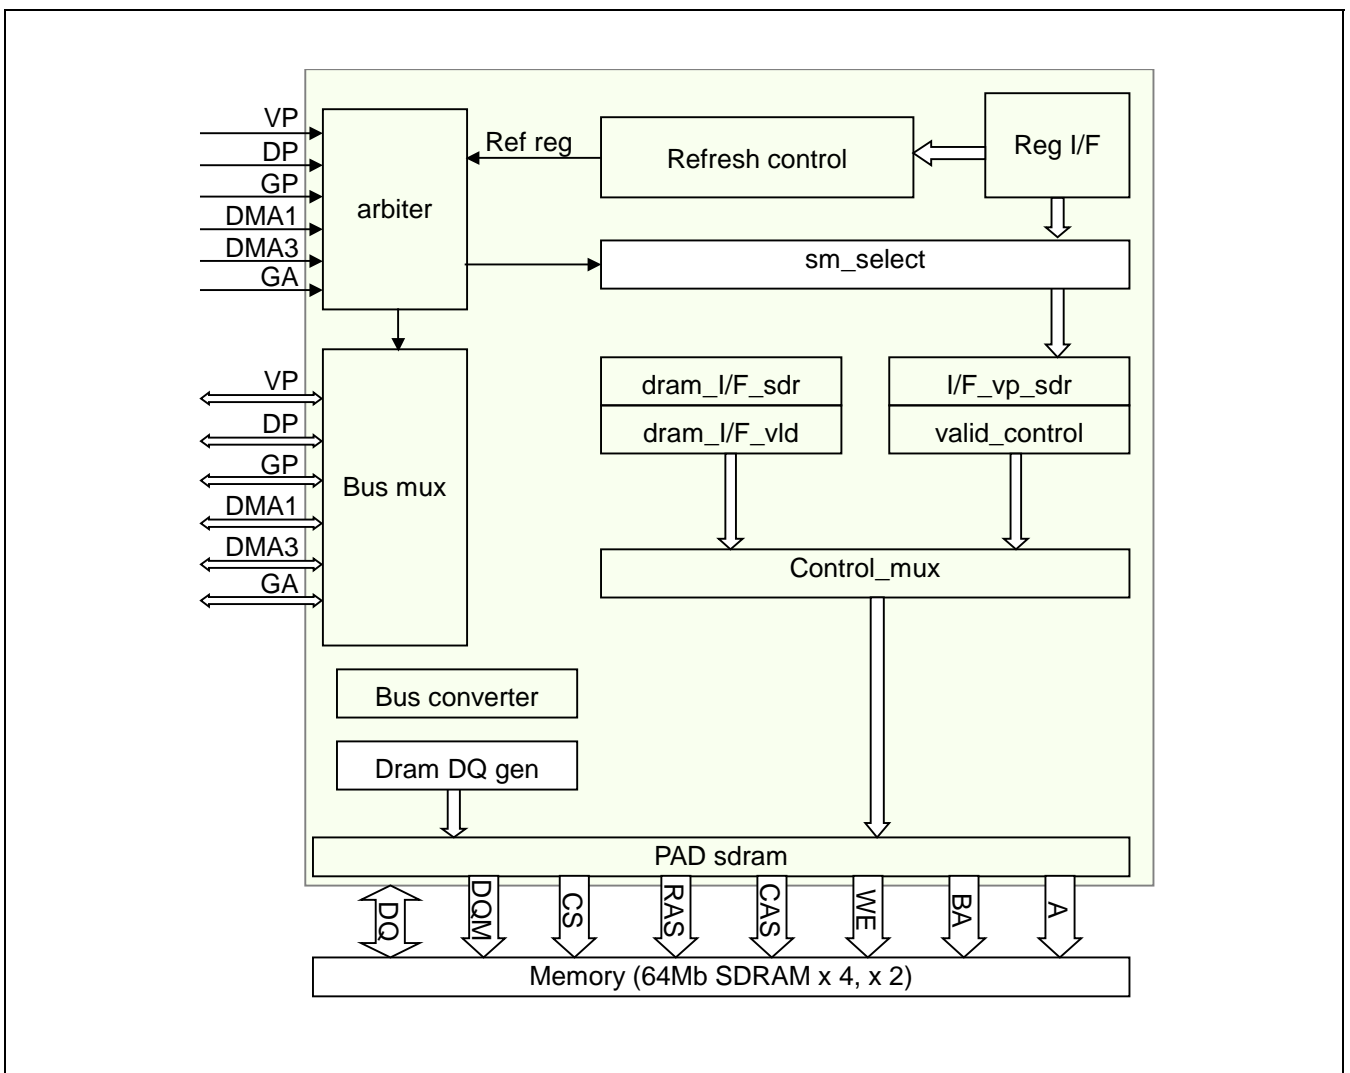 VP
DP
GP
DMA1
DMA3
GA
arbiter
Ref reg
Refresh control
Reg I/F
sm_select
VP
DP
GP
DMA1
DMA3
GA
Bus mux
dram_I/F_sdr
dram_I/F_vld
I/F_vp_sdr
valid_control
Control_mux
Bus converter
Dram DQ gen
PAD sdram
DQ
DQM
CS
RAS
CAS
WE
BA
A
Memory (64Mb SDRAM x 4, x 2)